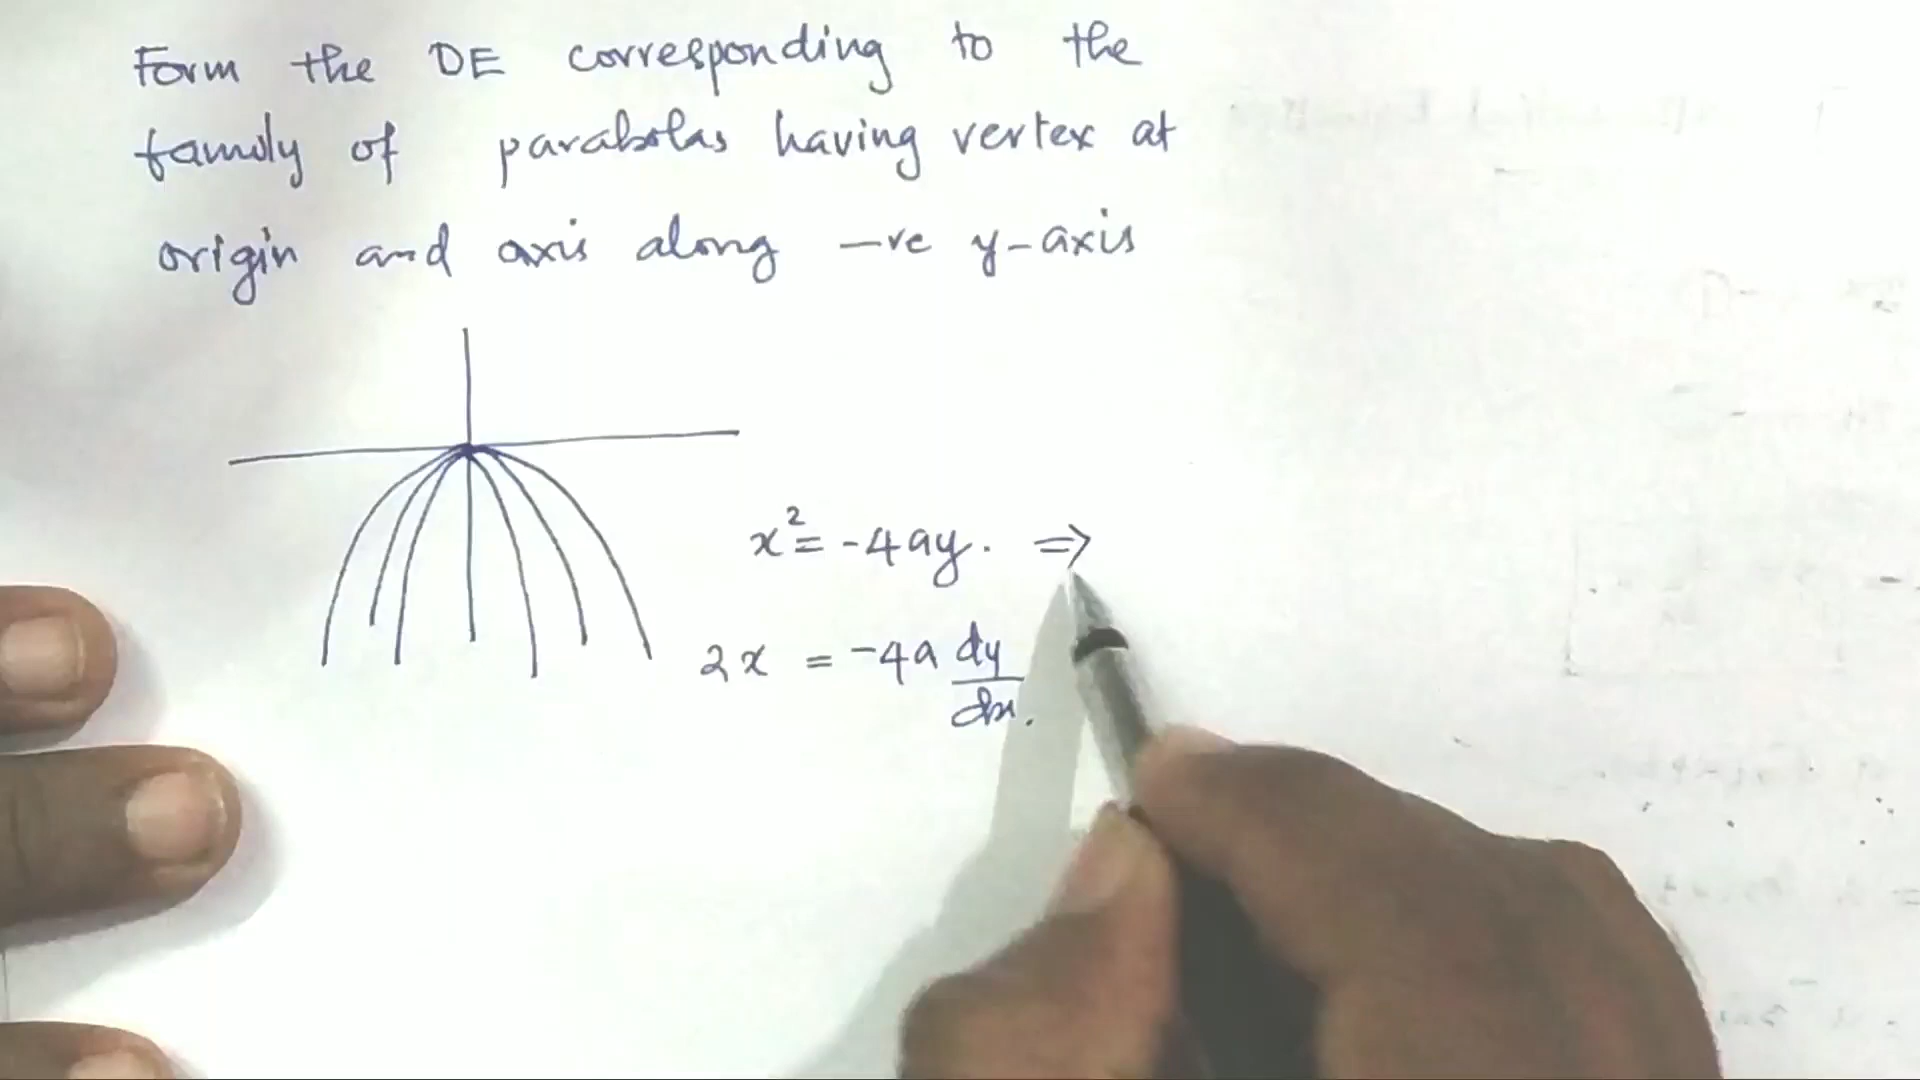 Form the DE corresponding to the
family of parabolas having vertex at
origin and axis along -ve y-axis
x² = -4ay. ⇒
2x = -4a dy/dx.